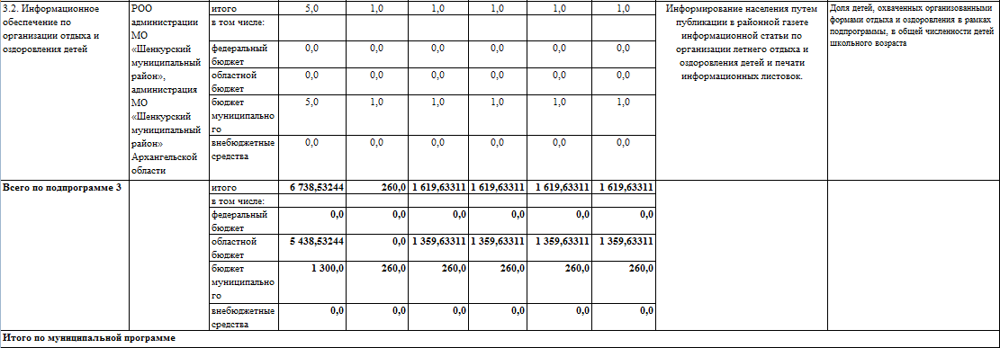 3.2. Информационное обеспечение по организации отдыха и оздоровления детей
РОО администрации МО «Шенкурский муниципальный район», администрация МО «Шенкурский муниципальный район» Архангельской области
итого 5,0 1,0 1,0 1,0 1,0 1,0
в том числе:
федеральный бюджет 0,0 0,0 0,0 0,0 0,0 0,0
областной бюджет 0,0 0,0 0,0 0,0 0,0 0,0
бюджет муниципального 5,0 1,0 1,0 1,0 1,0 1,0
внебюджетные средства 0,0 0,0 0,0 0,0 0,0 0,0
Информирование населения путем публикации в районной газете информационной статьи по организации летнего отдыха и оздоровления детей и печати информационных листовок.
Доля детей, охваченных организованными формами отдыха и оздоровления в рамках подпрограммы, в общей численности детей школьного возраста
Всего по подпрограмме 3
итого 6 738,53244 260,0 1 619,63311 1 619,63311 1 619,63311 1 619,63311
в том числе:
федеральный бюджет 0,0 0,0 0,0 0,0 0,0 0,0
областной бюджет 5 438,53244 0,0 1 359,63311 1 359,63311 1 359,63311 1 359,63311
бюджет муниципального 1 300,0 260,0 260,0 260,0 260,0 260,0
внебюджетные средства 0,0 0,0 0,0 0,0 0,0 0,0
Итого по муниципальной программе